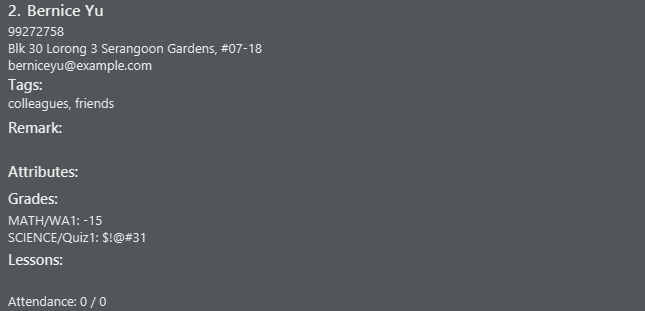 2. Bernice Yu
99272758
Blk 30 Lorong 3 Serangoon Gardens, #07-18
berniceyu@example.com
Tags:
colleagues, friends
Remark:
Attributes:
Grades:
MATH/WA1: -15
SCIENCE/Quiz1: $!@#31
Lessons:
Attendance: 0 / 0